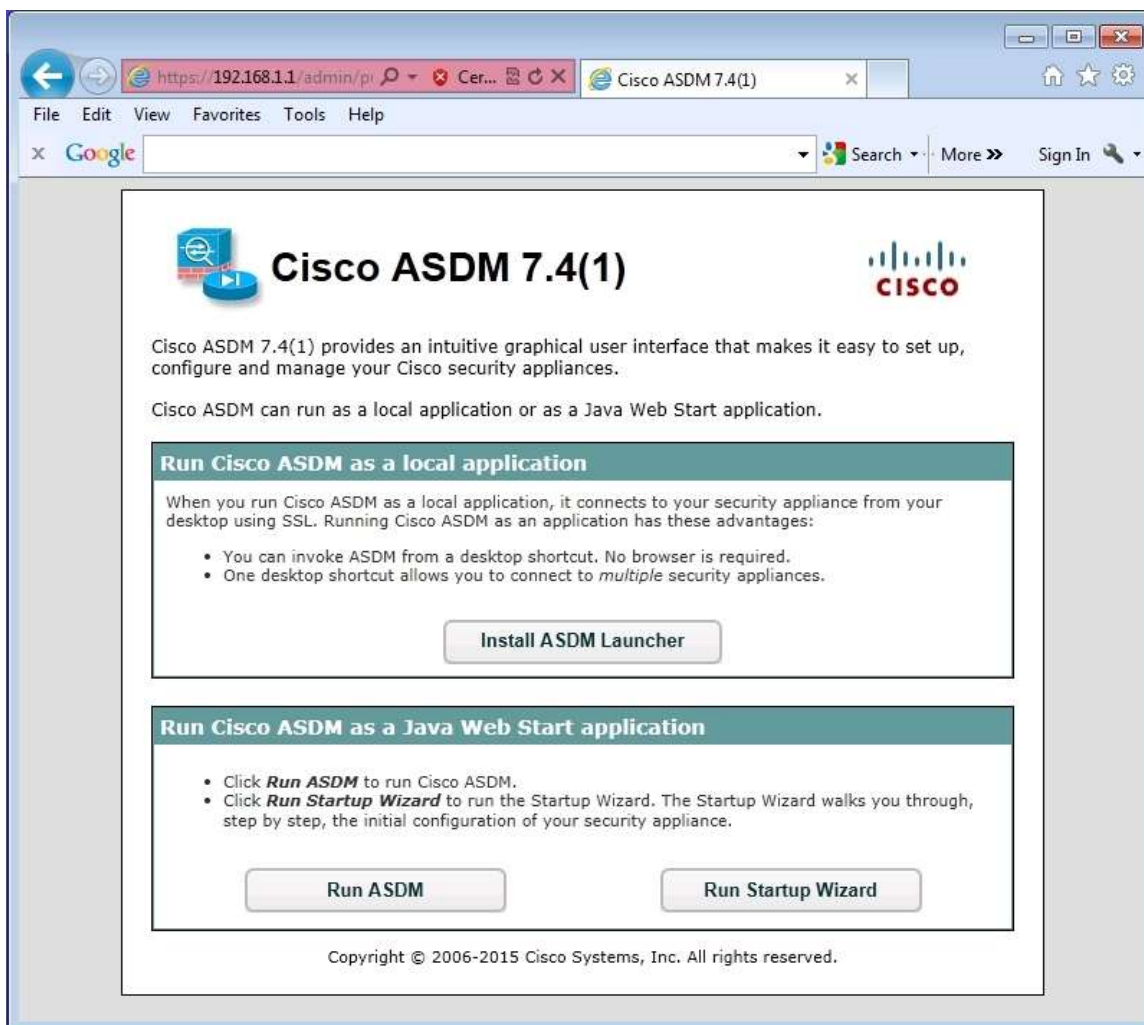 https://192.168.1.1/admin/pu Cer... Cisco ASDM 7.4(1)
File Edit View Favorites Tools Help
x Google Search More » Sign In
Cisco ASDM 7.4(1)
CISCO
Cisco ASDM 7.4(1) provides an intuitive graphical user interface that makes it easy to set up,
configure and manage your Cisco security appliances.
Cisco ASDM can run as a local application or as a Java Web Start application.
Run Cisco ASDM as a local application
When you run Cisco ASDM as a local application, it connects to your security appliance from your
desktop using SSL. Running Cisco ASDM as an application has these advantages:
• You can invoke ASDM from a desktop shortcut. No browser is required.
• One desktop shortcut allows you to connect to multiple security appliances.
Install ASDM Launcher
Run Cisco ASDM as a Java Web Start application
• Click Run ASDM to run Cisco ASDM.
• Click Run Startup Wizard to run the Startup Wizard. The Startup Wizard walks you through,
step by step, the initial configuration of your security appliance.
Run ASDM Run Startup Wizard
Copyright © 2006-2015 Cisco Systems, Inc. All rights reserved.